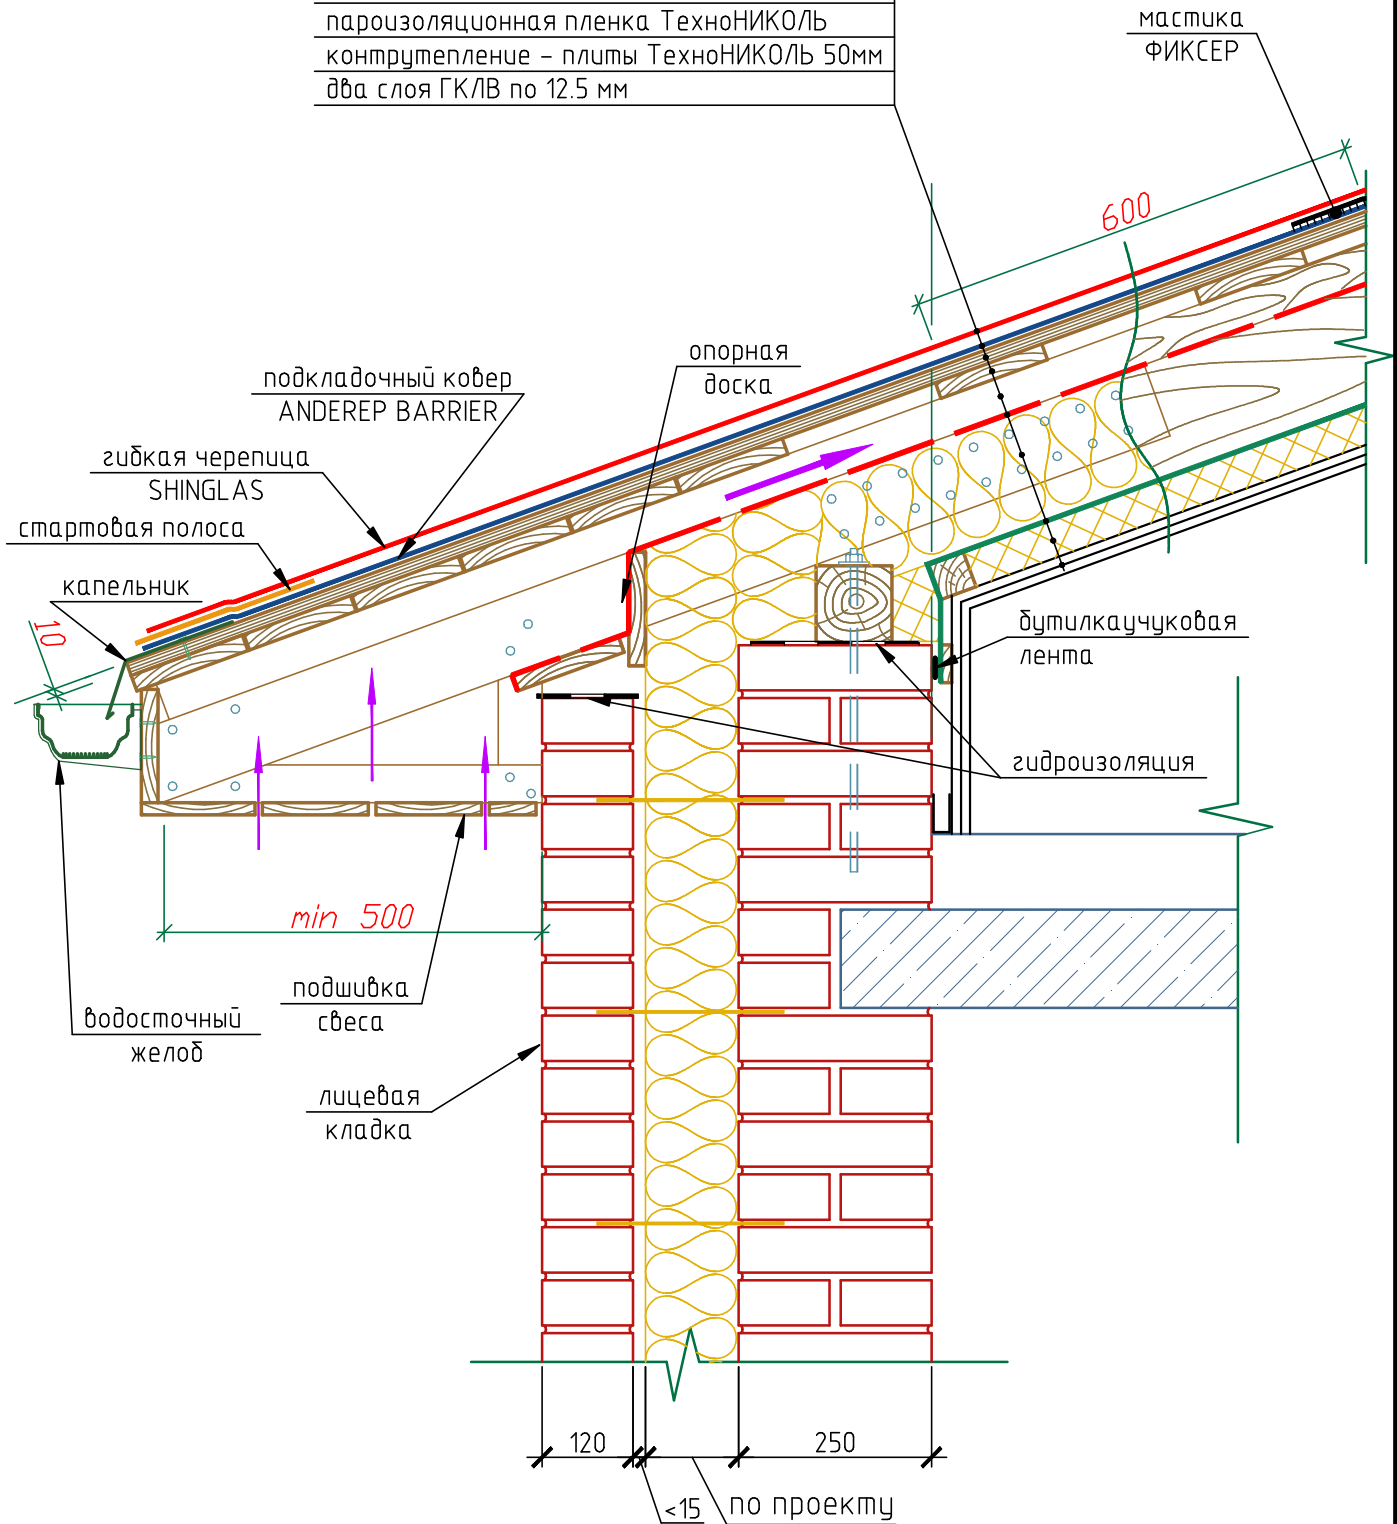 пароизоляционная пленка ТехноНИКОЛЬ
контрутепление – плиты ТехноНИКОЛЬ 50мм
два слоя ГКЛВ по 12.5 мм
мастика
ФИКСЕР
600
опорная
доска
подкладочный ковер
ANDEREP BARRIER
гибкая черепица
SHINGLAS
стартовая полоса
капельник
10
бутилкаучуковая
лента
гидроизоляция
min 500
подшивка
свеса
водосточный
желоб
лицевая
кладка
120
250
<15
по проекту